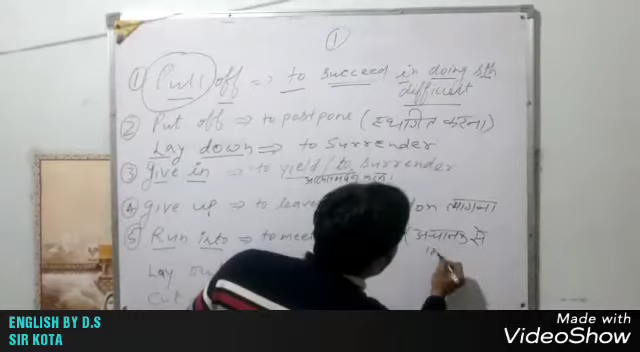 ①
① Pull off => to succeed in doing sth
difficult
② Put off => to postpone (स्थगित करना)
Lay down => to Surrender
③ give in => to yield / to surrender
④ give up => to leave त्यागना
⑤ Run into => to meet (अचानक से
Lay
Cut
ENGLISH BY D.S
SIR KOTA
Made with
VideoShow